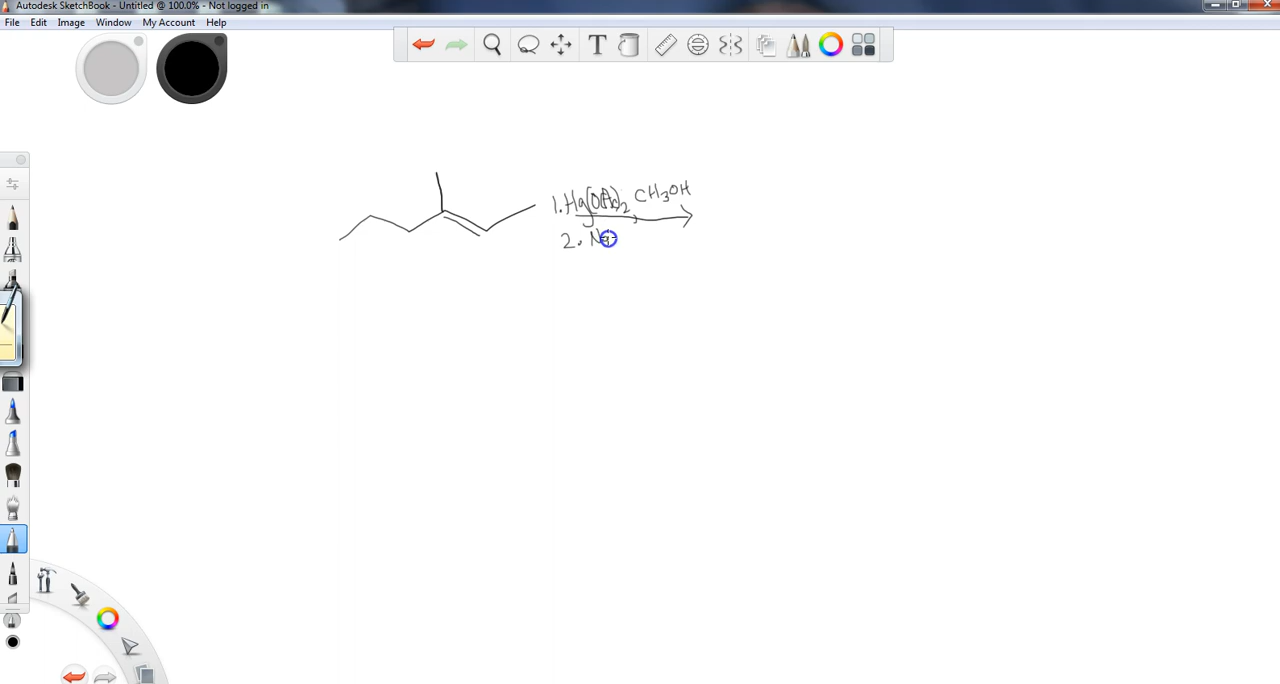 Autodesk SketchBook - Untitled @ 100.0% - Not logged in
File Edit Image Window My Account Help
T
1. Hg(OAc)2, CH3OH
2. Na